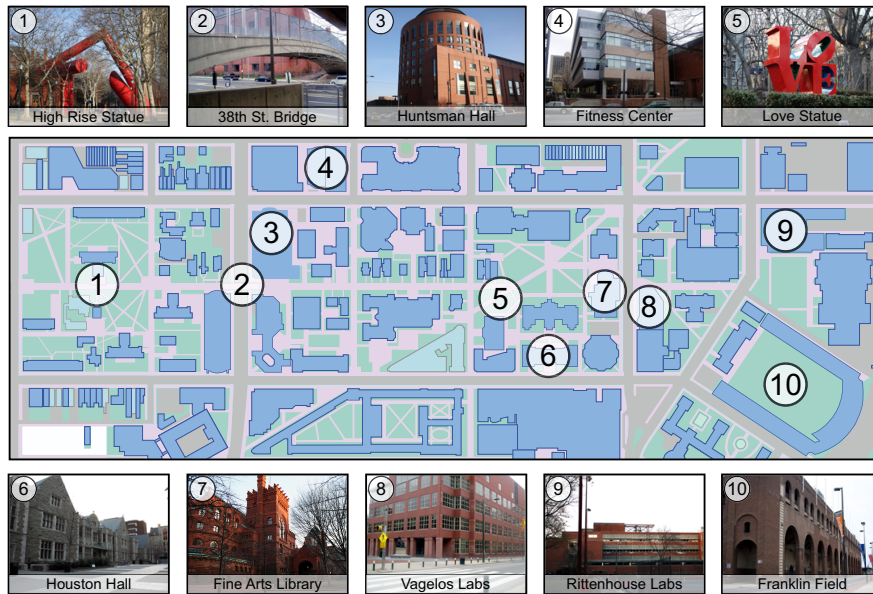 1
High Rise Statue
2
38th St. Bridge
3
Huntsman Hall
4
Fitness Center
5
LOVE
Love Statue
4
3
9
2
1
7
5
8
6
10
6
Houston Hall
7
Fine Arts Library
8
Vagelos Labs
9
Rittenhouse Labs
10
Franklin Field